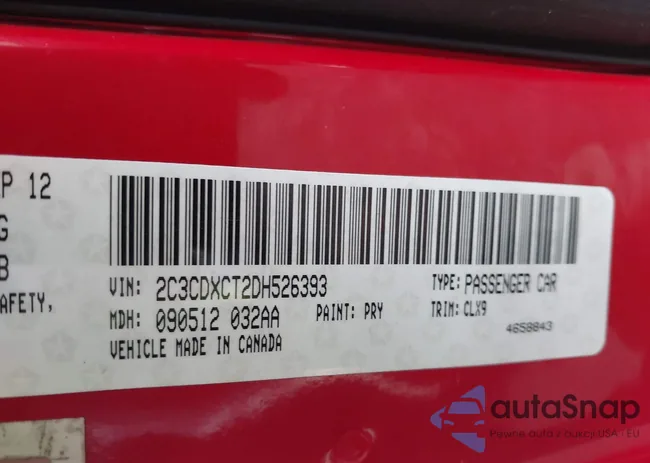 P 12
G
B
AFETY,
VIN: 2C3CDXCT2DH526393
TYPE: PASSENGER CAR
MDH: 090512 032AA
PAINT: PRY
TRIM: CLX9
VEHICLE MADE IN CANADA
4658843
autaSnap
Pewne auta z aukcji USA - EU